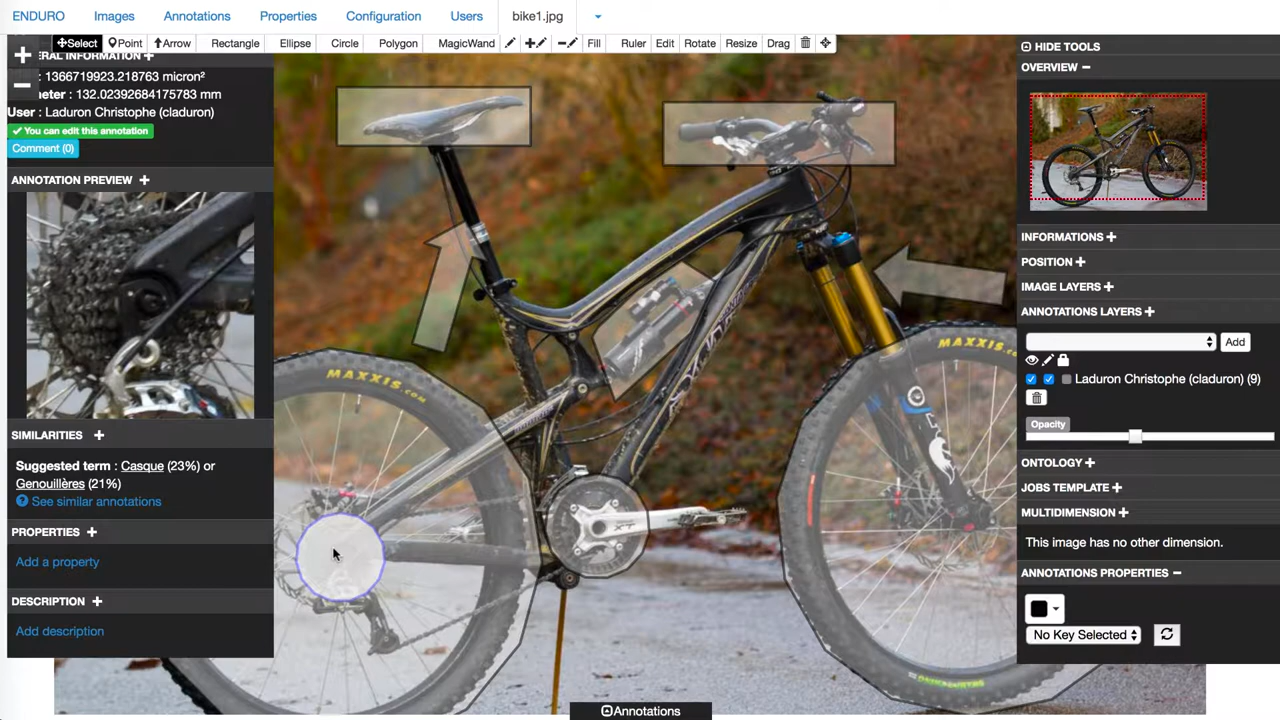 ENDURO Images Annotations Properties Configuration Users bike1.jpg
Select Point Arrow Rectangle Ellipse Circle Polygon MagicWand Fill Ruler Edit Rotate Resize Drag
ERAL INFORMATION
: 1366719923.218763 micron²
eter : 132.02392684175783 mm
User : Laduron Christophe (claduron)
You can edit this annotation
Comment (0)
ANNOTATION PREVIEW
SIMILARITIES
Suggested term : Casque (23%) or
Genouillères (21%)
See similar annotations
PROPERTIES
Add a property
DESCRIPTION
Add description
MAXXIS.COM
MAXXIS.CO
Annotations
HIDE TOOLS
OVERVIEW
INFORMATIONS
POSITION
IMAGE LAYERS
ANNOTATIONS LAYERS
Add
Laduron Christophe (claduron) (9)
Opacity
ONTOLOGY
JOBS TEMPLATE
MULTIDIMENSION
This image has no other dimension.
ANNOTATIONS PROPERTIES
No Key Selected